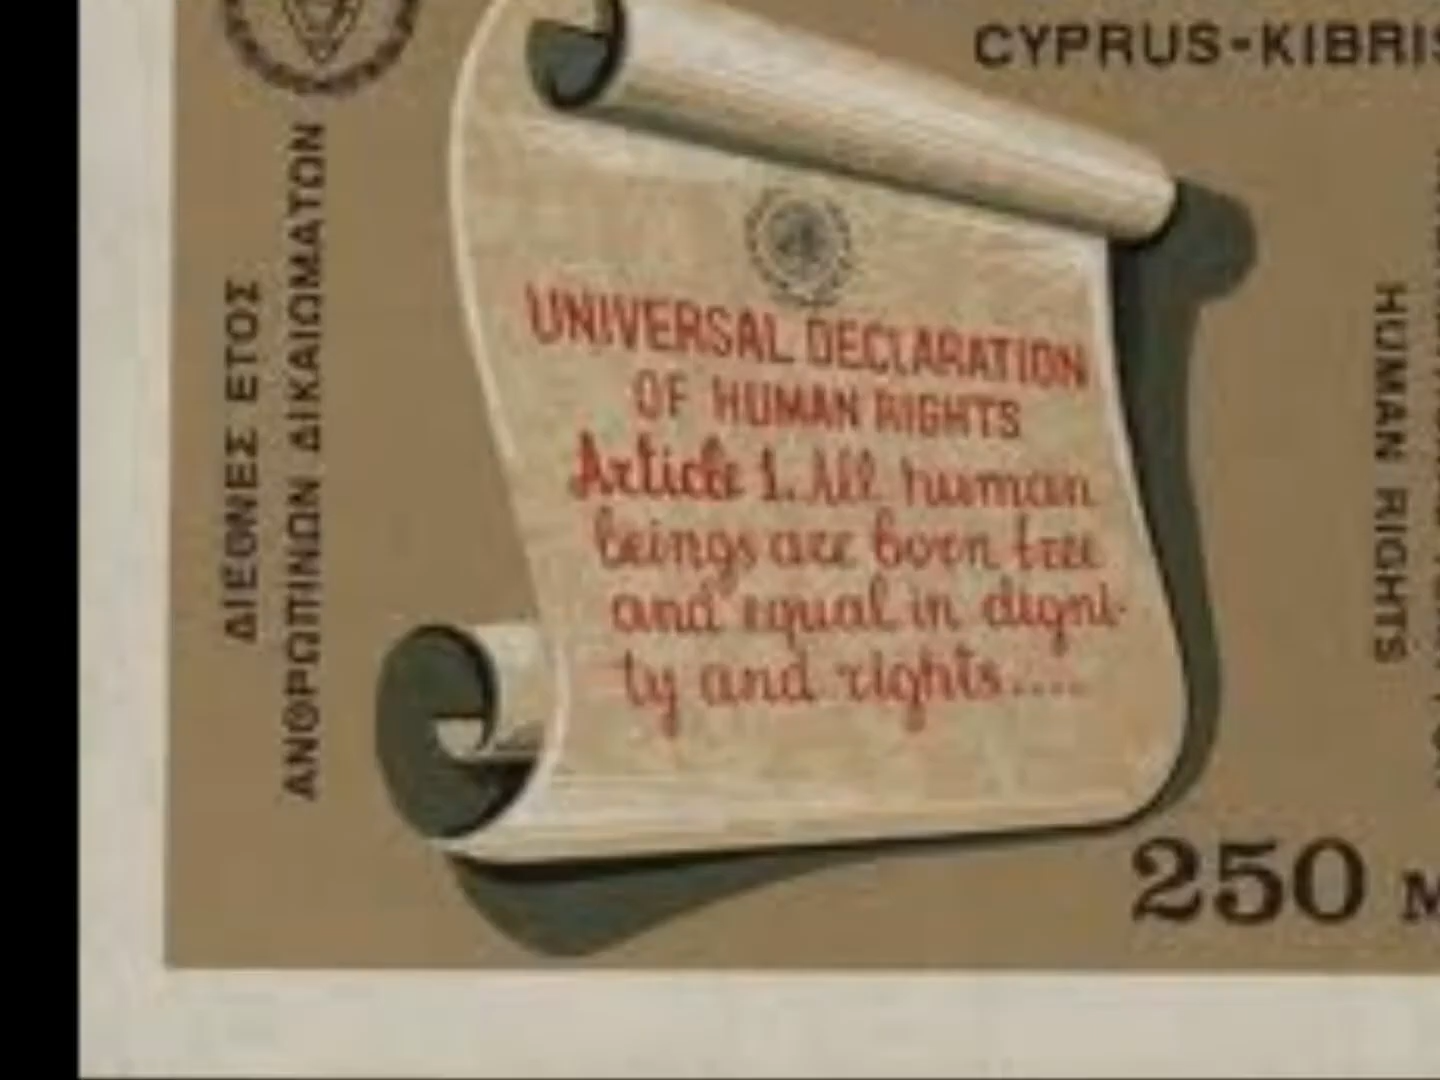 CYPRUS-KIBRIS
ΔΙΕΘΝΕΣ ΕΤΟΣ
ΑΝΘΡΩΠΙΝΩΝ ΔΙΚΑΙΩΜΑΤΩΝ
UNIVERSAL DECLARATION
OF HUMAN RIGHTS
Article 1. All human
beings are born free
and equal in digni-
ty and rights....
HUMAN RIGHTS
250 M